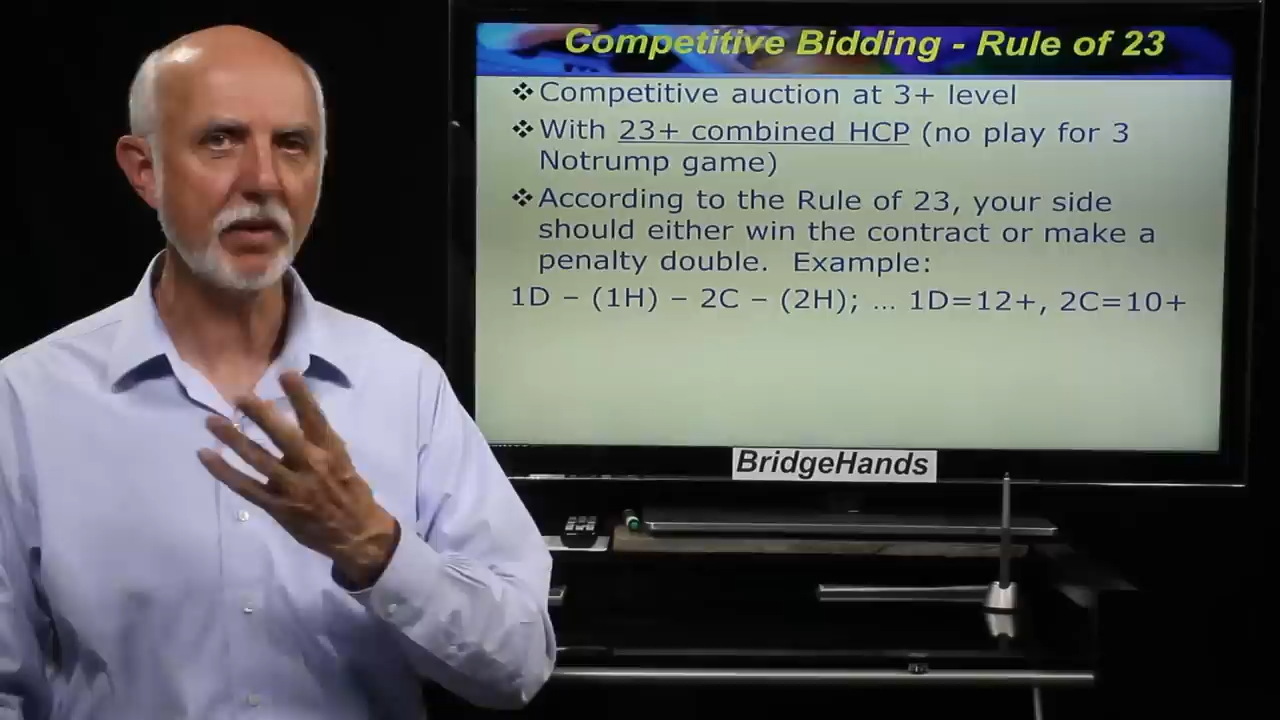 Competitive Bidding - Rule of 23
❖Competitive auction at 3+ level
❖With 23+ combined HCP (no play for 3
Notrump game)
❖According to the Rule of 23, your side
should either win the contract or make a
penalty double.  Example:
1D – (1H) – 2C – (2H); … 1D=12+, 2C=10+
BridgeHands